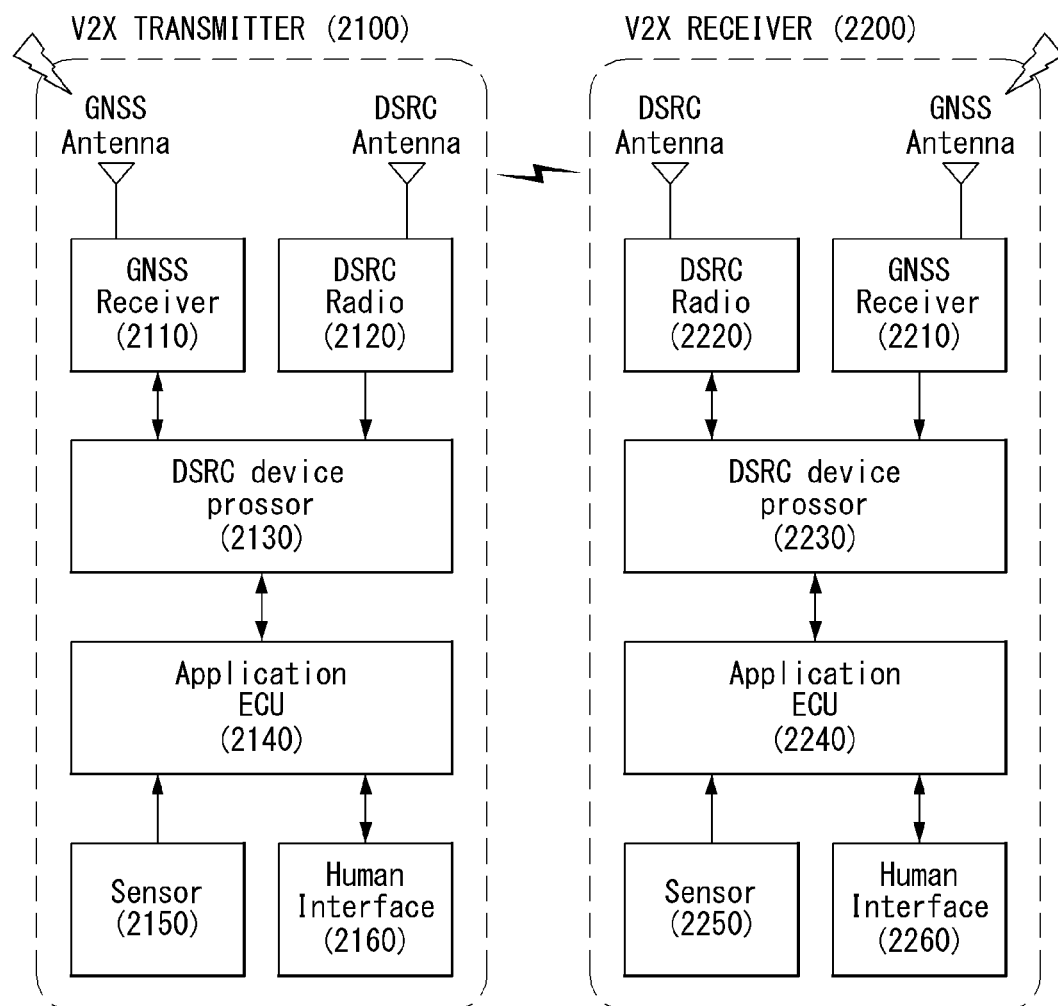 V2X TRANSMITTER (2100)
GNSS
Antenna
DSRC
Antenna
GNSS
Receiver
(2110)
DSRC
Radio
(2120)
DSRC device
prossor
(2130)
Application
ECU
(2140)
Sensor
(2150)
Human
Interface
(2160)
V2X RECEIVER (2200)
DSRC
Antenna
GNSS
Antenna
DSRC
Radio
(2220)
GNSS
Receiver
(2210)
DSRC device
prossor
(2230)
Application
ECU
(2240)
Sensor
(2250)
Human
Interface
(2260)